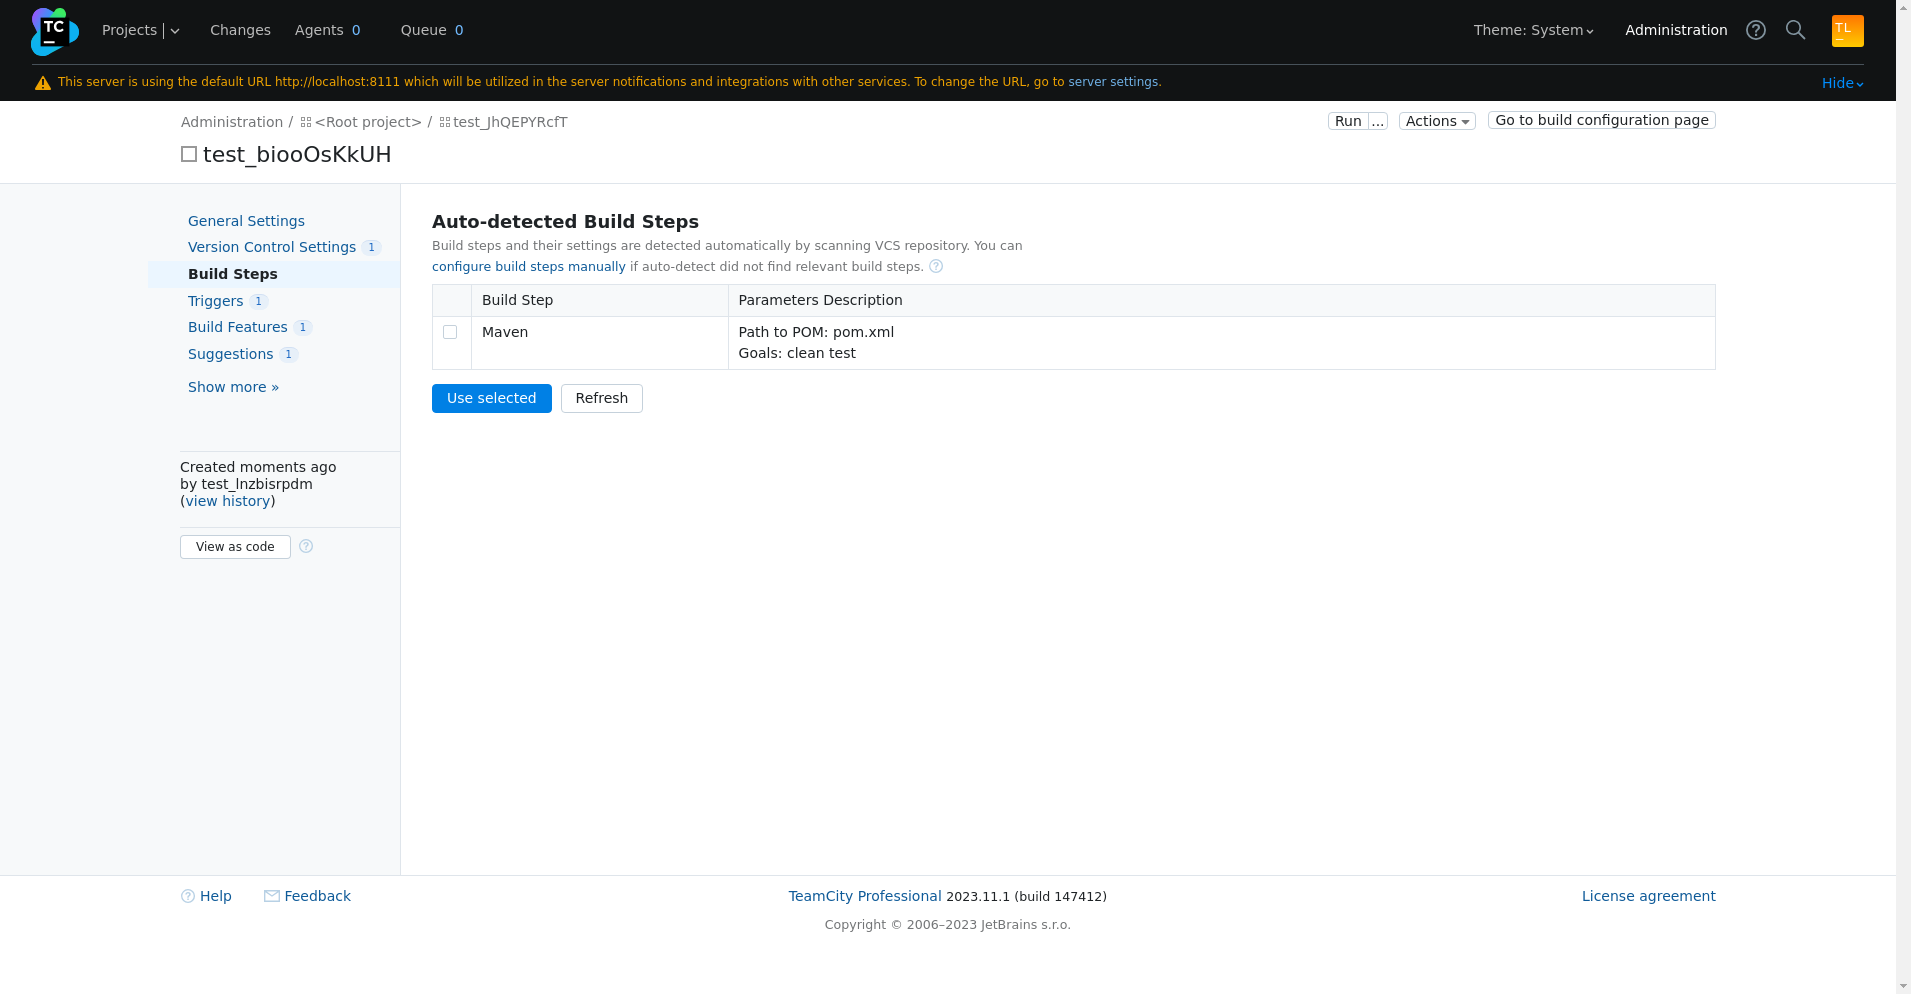 TC
Projects
Changes
Agents 0
Queue 0
Theme: System
Administration
TL
This server is using the default URL http://localhost:8111 which will be utilized in the server notifications and integrations with other services. To change the URL, go to server settings.
Hide
Administration / <Root project> / test_JhQEPYRcfT
Run ...
Actions
Go to build configuration page
test_biooOsKkUH
General Settings
Version Control Settings 1
Build Steps
Triggers 1
Build Features 1
Suggestions 1
Show more »
Created moments ago
by test_lnzbisrpdm
(view history)
View as code ?
Auto-detected Build Steps
Build steps and their settings are detected automatically by scanning VCS repository. You can
configure build steps manually if auto-detect did not find relevant build steps. ?
Build Step Parameters Description
Maven Path to POM: pom.xml
Goals: clean test
Use selected Refresh
? Help
Feedback
TeamCity Professional 2023.11.1 (build 147412)
License agreement
Copyright © 2006–2023 JetBrains s.r.o.